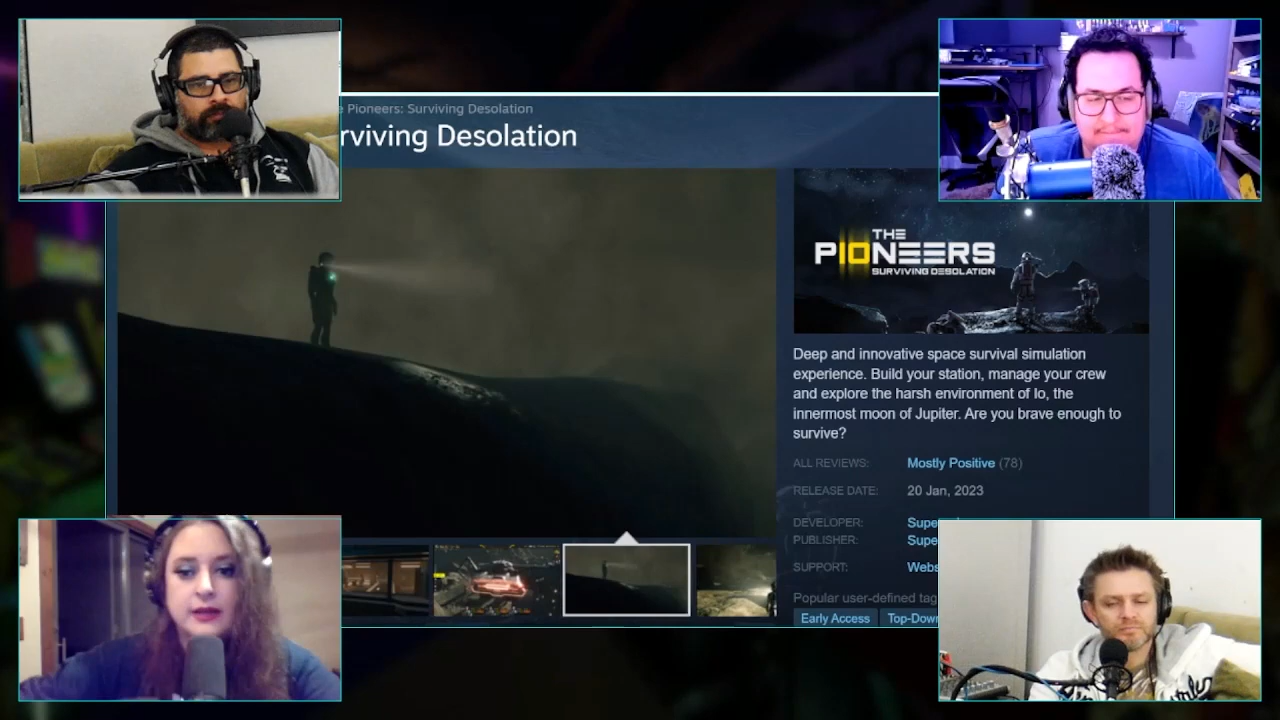 e Pioneers: Surviving Desolation
rviving Desolation
THE
PIONEERS
SURVIVING DESOLATION
Deep and innovative space survival simulation
experience. Build your station, manage your crew
and explore the harsh environment of Io, the
innermost moon of Jupiter. Are you brave enough to
survive?
ALL REVIEWS: Mostly Positive (78)
RELEASE DATE: 20 Jan, 2023
DEVELOPER: Supe
PUBLISHER: Supe
SUPPORT: Webs
Popular user-defined tag
Early Access Top-Down